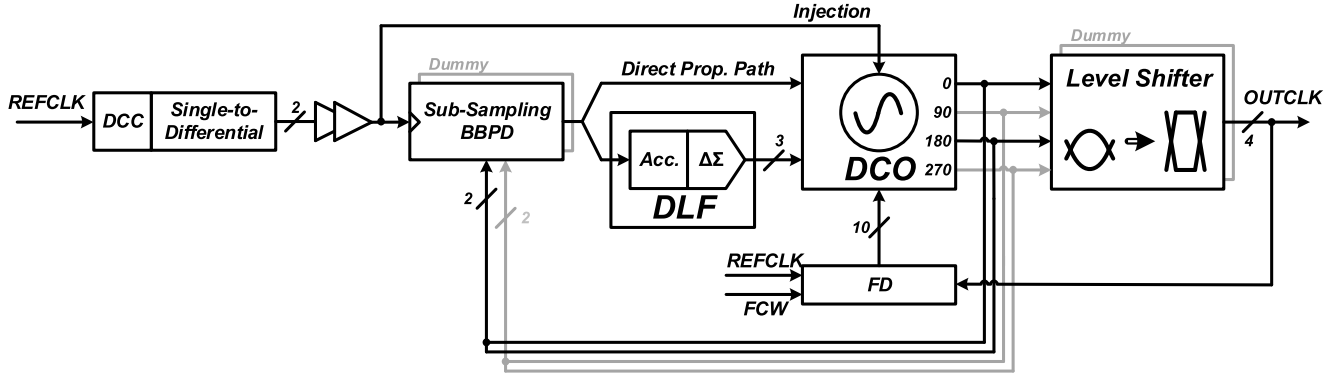 Injection
REFCLK
DCC
Single-to-
Differential
2
Dummy
Sub-Sampling
BBPD
Direct Prop. Path
Acc.
ΔΣ
DLF
3
DCO
0
90
180
270
Dummy
Level Shifter
OUTCLK
4
2
2
10
REFCLK
FCW
FD